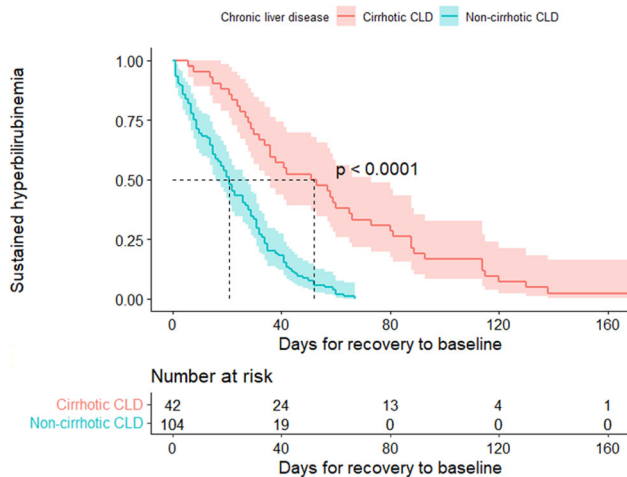 Chronic liver disease Cirrhotic CLD Non-cirrhotic CLD
Sustained hyperbilirubinemia
1.00
0.75
0.50
0.25
0.00
p < 0.0001
0 40 80 120 160
Days for recovery to baseline
Number at risk
Cirrhotic CLD 42 24 13 4 1
Non-cirrhotic CLD 104 19 0 0 0
0 40 80 120 160
Days for recovery to baseline